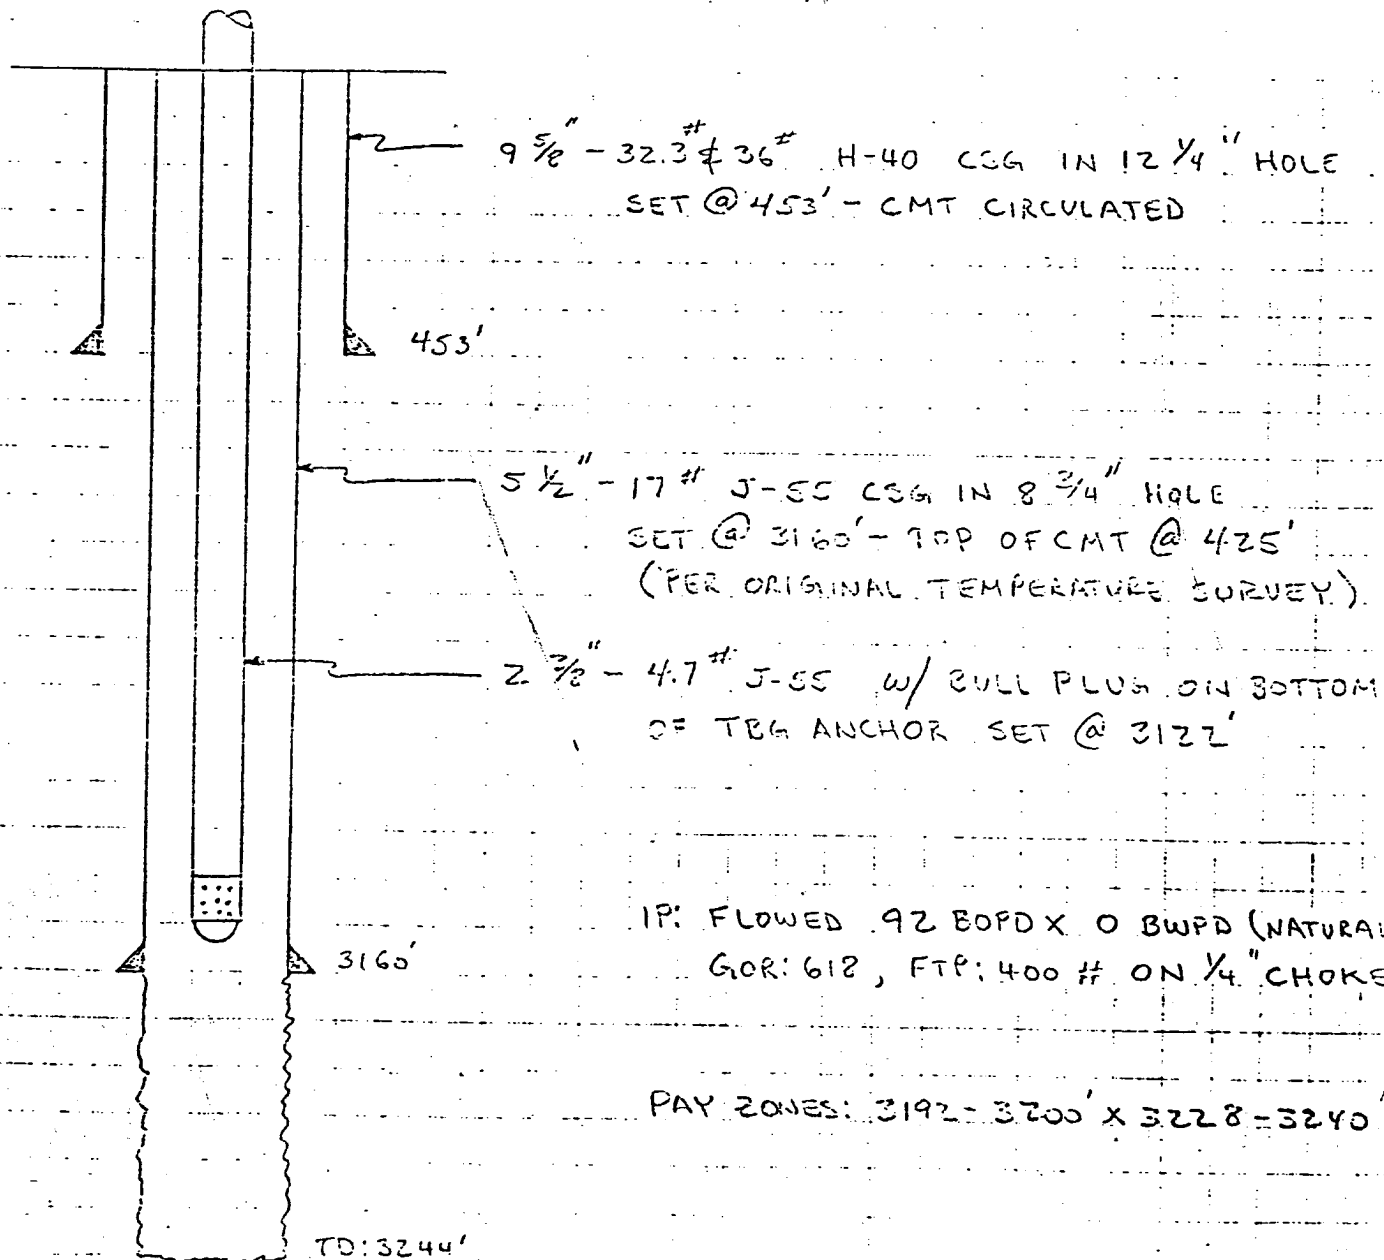 9 5/8" - 32.3# & 36# H-40 CSG IN 12 1/4" HOLE
SET @ 453' - CMT CIRCULATED
453'
5 1/2" - 17# J-55 CSG IN 8 3/4" HOLE
SET @ 3160' - TOP OF CMT @ 425'
(PER ORIGINAL TEMPERATURE SURVEY)
2 3/8" - 4.7# J-55 W/ BULL PLUG ON BOTTOM
OF TBG ANCHOR SET @ 3122'
IP: FLOWED 92 BOPD X 0 BWPD (NATURAL
GOR: 618, FTP: 400 # ON 1/4" CHOKE
3160'
PAY ZONES: 3192-3200' X 3228-3240'
TD: 3244'